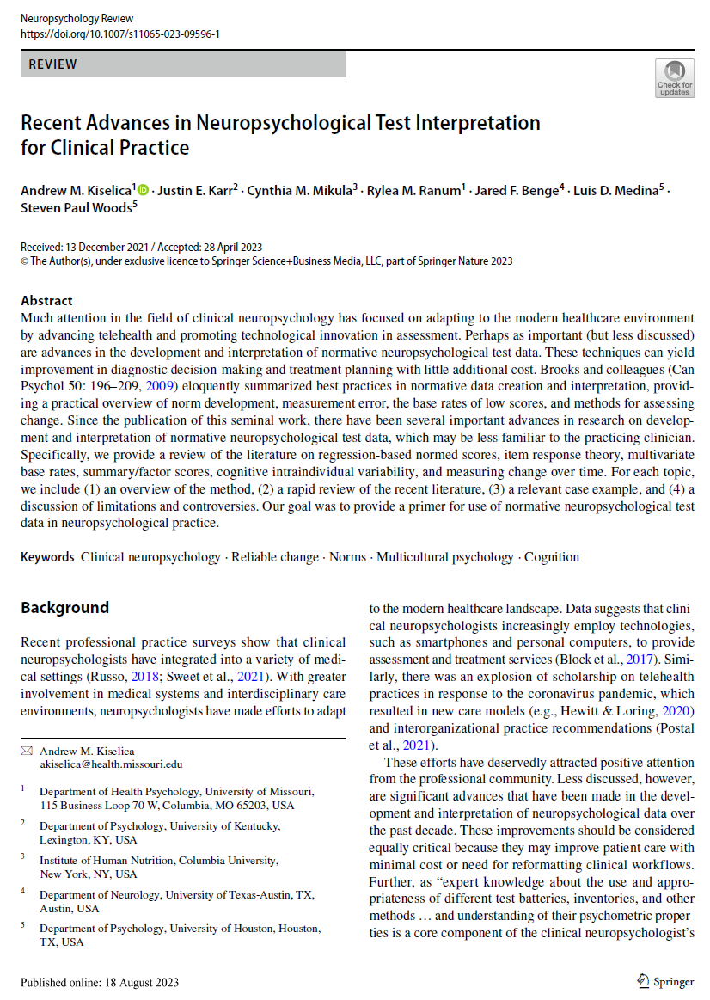 Neuropsychology Review
https://doi.org/10.1007/s11065-023-09596-1
REVIEW
Check for
updates
Recent Advances in Neuropsychological Test Interpretation
for Clinical Practice
Andrew M. Kiselica1 · Justin E. Karr2 · Cynthia M. Mikula3 · Rylea M. Ranum1 · Jared F. Benge4 · Luis D. Medina5 ·
Steven Paul Woods5
Received: 13 December 2021 / Accepted: 28 April 2023
© The Author(s), under exclusive licence to Springer Science+Business Media, LLC, part of Springer Nature 2023
Abstract
Much attention in the field of clinical neuropsychology has focused on adapting to the modern healthcare environment
by advancing telehealth and promoting technological innovation in assessment. Perhaps as important (but less discussed)
are advances in the development and interpretation of normative neuropsychological test data. These techniques can yield
improvement in diagnostic decision-making and treatment planning with little additional cost. Brooks and colleagues (Can
Psychol 50: 196–209, 2009) eloquently summarized best practices in normative data creation and interpretation, provid-
ing a practical overview of norm development, measurement error, the base rates of low scores, and methods for assessing
change. Since the publication of this seminal work, there have been several important advances in research on develop-
ment and interpretation of normative neuropsychological test data, which may be less familiar to the practicing clinician.
Specifically, we provide a review of the literature on regression-based normed scores, item response theory, multivariate
base rates, summary/factor scores, cognitive intraindividual variability, and measuring change over time. For each topic,
we include (1) an overview of the method, (2) a rapid review of the recent literature, (3) a relevant case example, and (4) a
discussion of limitations and controversies. Our goal was to provide a primer for use of normative neuropsychological test
data in neuropsychological practice.
Keywords Clinical neuropsychology · Reliable change · Norms · Multicultural psychology · Cognition
Background
Recent professional practice surveys show that clinical
neuropsychologists have integrated into a variety of medi-
cal settings (Russo, 2018; Sweet et al., 2021). With greater
involvement in medical systems and interdisciplinary care
environments, neuropsychologists have made efforts to adapt
to the modern healthcare landscape. Data suggests that clini-
cal neuropsychologists increasingly employ technologies,
such as smartphones and personal computers, to provide
assessment and treatment services (Block et al., 2017). Simi-
larly, there was an explosion of scholarship on telehealth
practices in response to the coronavirus pandemic, which
resulted in new care models (e.g., Hewitt & Loring, 2020)
and interorganizational practice recommendations (Postal
et al., 2021).
These efforts have deservedly attracted positive attention
from the professional community. Less discussed, however,
are significant advances that have been made in the devel-
opment and interpretation of neuropsychological data over
the past decade. These improvements should be considered
equally critical because they may improve patient care with
minimal cost or need for reformatting clinical workflows.
Further, as “expert knowledge about the use and appro-
priateness of different test batteries, inventories, and other
methods … and understanding of their psychometric proper-
ties is a core component of the clinical neuropsychologist’s
Andrew M. Kiselica
akiselica@health.missouri.edu
1 Department of Health Psychology, University of Missouri,
115 Business Loop 70 W, Columbia, MO 65203, USA
2 Department of Psychology, University of Kentucky,
Lexington, KY, USA
3 Institute of Human Nutrition, Columbia University,
New York, NY, USA
4 Department of Neurology, University of Texas-Austin, TX,
Austin, USA
5 Department of Psychology, University of Houston, Houston,
TX, USA
Published online: 18 August 2023
Springer